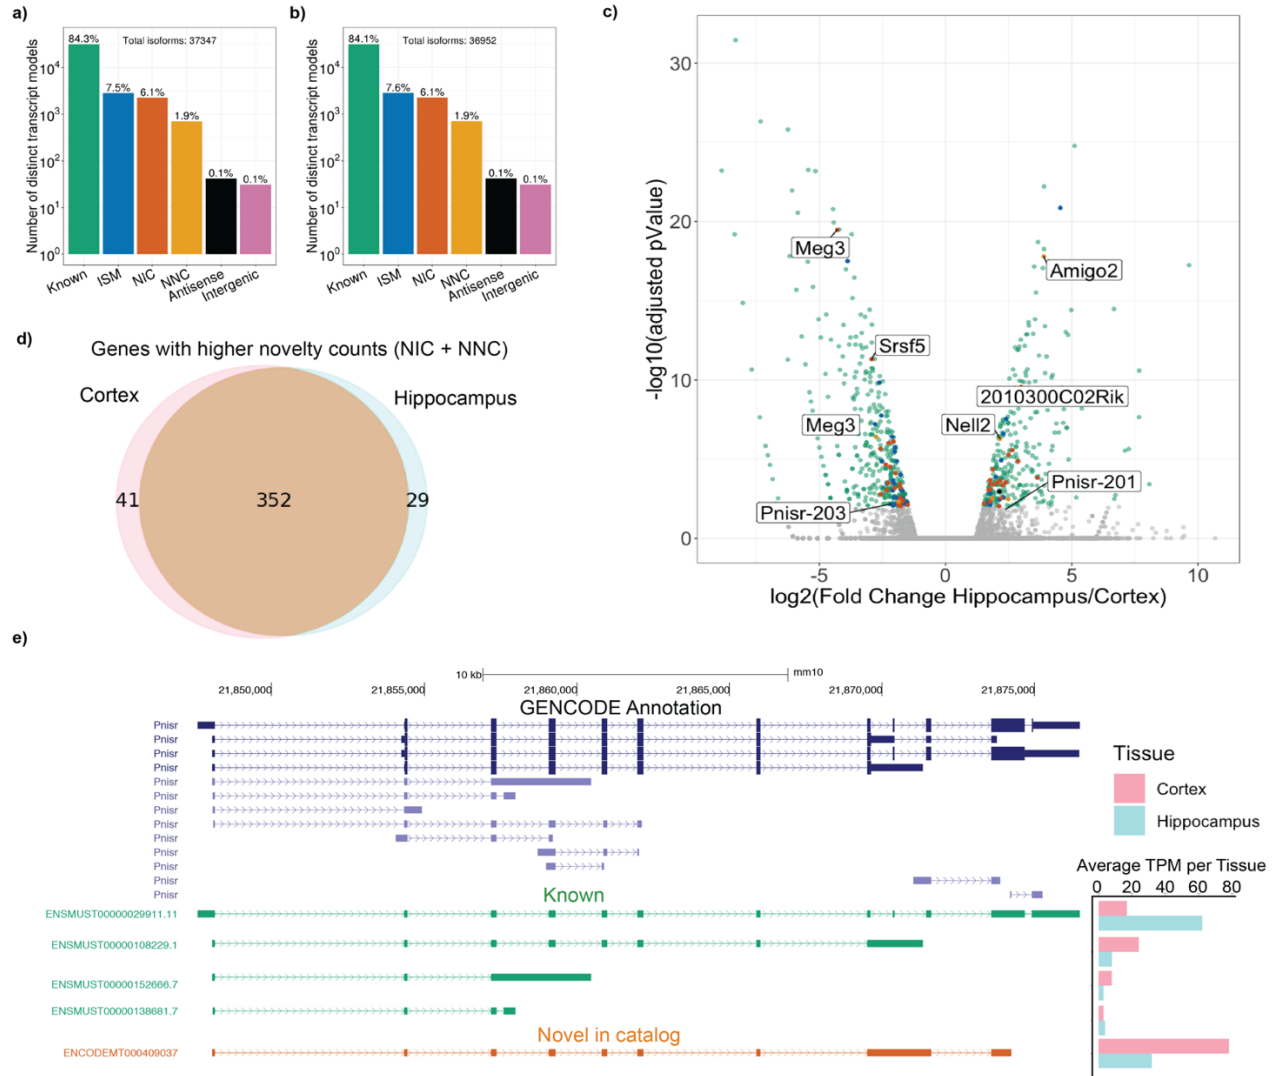 a)
Number of distinct transcript models
Total isoforms: 37347
84.3%
7.5%
6.1%
1.9%
0.1%
0.1%
10⁴
10³
10²
10¹
10⁰
Known
ISM
NIC
NNC
Antisense
Intergenic
b)
Number of distinct transcript models
Total isoforms: 36952
84.1%
7.6%
6.1%
1.9%
0.1%
0.1%
10⁴
10³
10²
10¹
10⁰
Known
ISM
NIC
NNC
Antisense
Intergenic
c)
-log10(adjusted pValue)
30
20
10
0
Meg3
Amigo2
Srsf5
2010300C02Rik
Meg3
Nell2
Pnisr-201
Pnisr-203
-5
0
5
10
log2(Fold Change Hippocampus/Cortex)
d)
Genes with higher novelty counts (NIC + NNC)
Cortex
Hippocampus
41
352
29
e)
10 kb
mm10
21,850,000
21,855,000
21,860,000
21,865,000
21,870,000
21,875,000
GENCODE Annotation
Pnisr
Pnisr
Pnisr
Pnisr
Pnisr
Pnisr
Pnisr
Pnisr
Pnisr
Pnisr
Pnisr
Pnisr
Pnisr
Known
ENSMUST00000029911.11
ENSMUST00000108229.1
ENSMUST00000152666.7
ENSMUST00000138681.7
Novel in catalog
ENCODEMT000409037
Tissue
Cortex
Hippocampus
Average TPM per Tissue
0 20 40 60 80